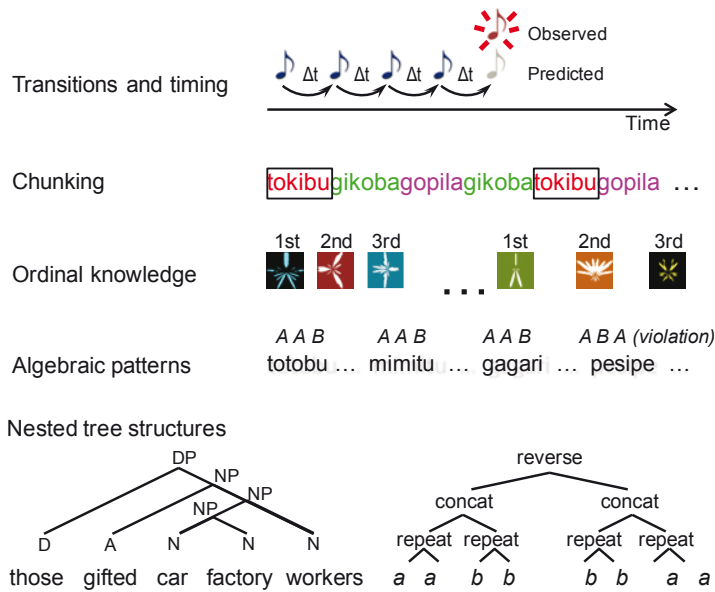 Observed
Δt Δt Δt Δt Predicted
Transitions and timing
Time
Chunking tokibugikobagopilagikobatokibugopila ...
1st 2nd 3rd 1st 2nd 3rd
Ordinal knowledge ...
A A B A A B A A B A B A (violation)
Algebraic patterns totobu ... mimitu ... gagari ... pesipe ...
Nested tree structures
DP reverse
NP
NP concat concat
NP
D A N N N repeat repeat repeat repeat
those gifted car factory workers a a b b b b a a